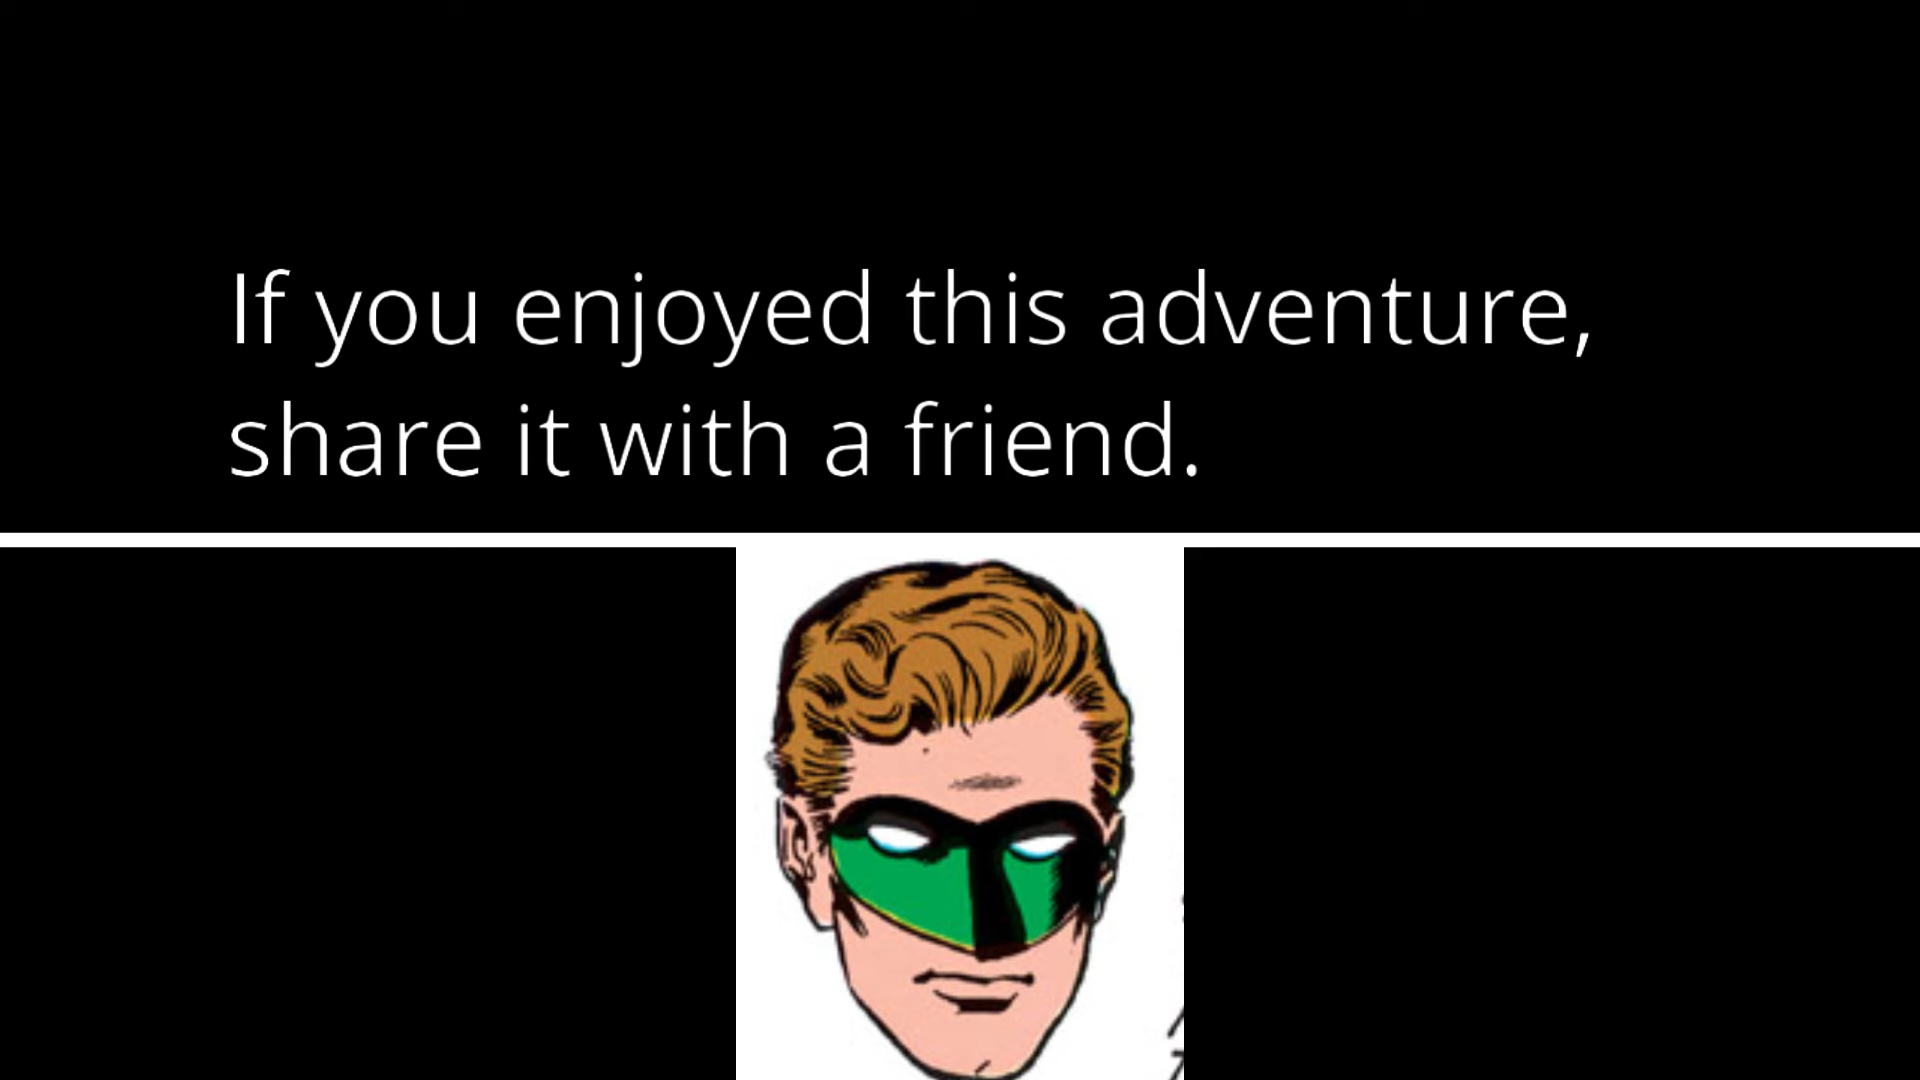 If you enjoyed this adventure,
share it with a friend.